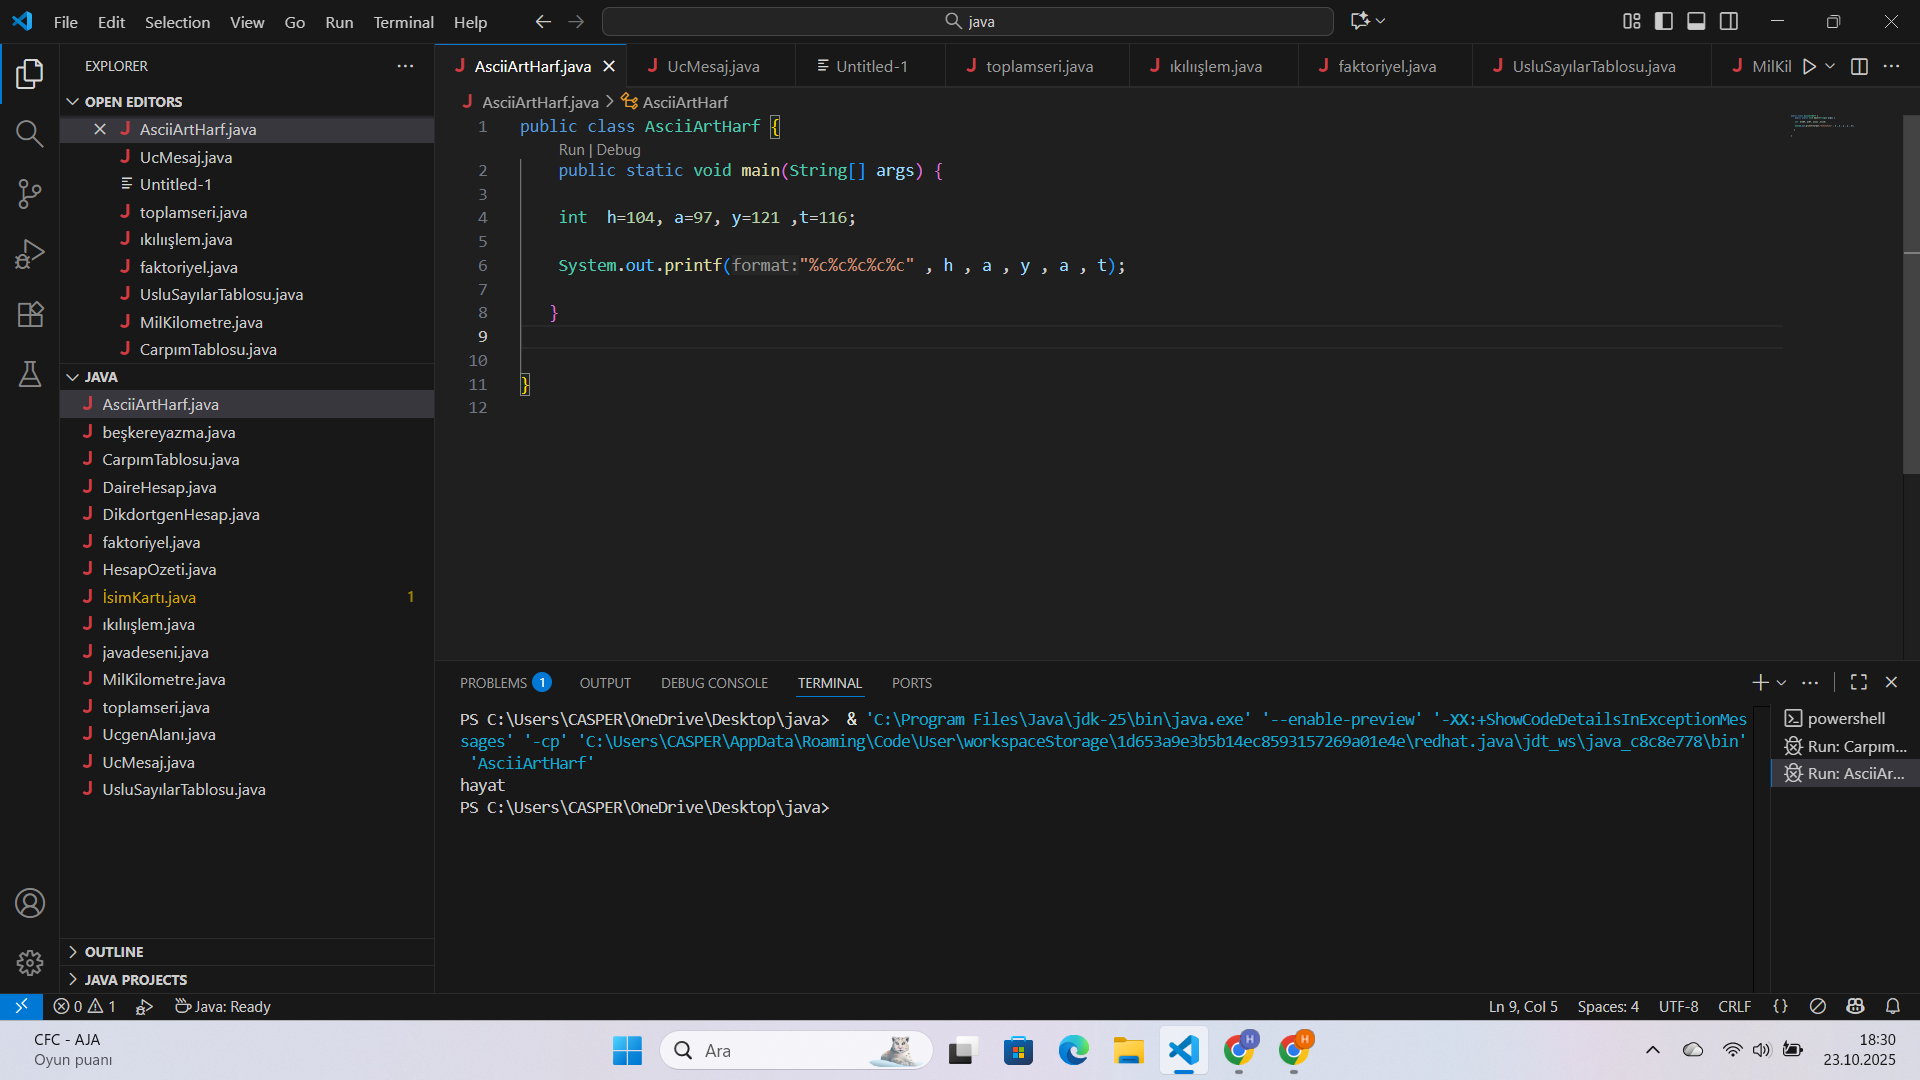 File Edit Selection View Go Run Terminal Help
java
EXPLORER
OPEN EDITORS
AsciiArtHarf.java
UcMesaj.java
Untitled-1
toplamseri.java
ıkılıışlem.java
faktoriyel.java
UsluSayılarTablosu.java
MilKilometre.java
CarpımTablosu.java
JAVA
AsciiArtHarf.java
beşkereyazma.java
CarpımTablosu.java
DaireHesap.java
DikdortgenHesap.java
faktoriyel.java
HesapOzeti.java
İsimKartı.java 1
ıkılıışlem.java
javadeseni.java
MilKilometre.java
toplamseri.java
UcgenAlanı.java
UcMesaj.java
UsluSayılarTablosu.java
OUTLINE
JAVA PROJECTS
AsciiArtHarf.java UcMesaj.java Untitled-1 toplamseri.java ıkılıışlem.java faktoriyel.java UsluSayılarTablosu.java MilKil
AsciiArtHarf.java > AsciiArtHarf
1 public class AsciiArtHarf {
Run | Debug
2 public static void main(String[] args) {
3
4 int  h=104, a=97, y=121 ,t=116;
5
6 System.out.printf(format:"%c%c%c%c%c" , h , a , y , a , t);
7
8 }
9
10
11 }
12
PROBLEMS 1 OUTPUT DEBUG CONSOLE TERMINAL PORTS
PS C:\Users\CASPER\OneDrive\Desktop\java>  & 'C:\Program Files\Java\jdk-25\bin\java.exe' '--enable-preview' '-XX:+ShowCodeDetailsInExceptionMes
sages' '-cp' 'C:\Users\CASPER\AppData\Roaming\Code\User\workspaceStorage\1d653a9e3b5b14ec8593157269a01e4e\redhat.java\jdt_ws\java_c8c8e778\bin'
'AsciiArtHarf'
hayat
PS C:\Users\CASPER\OneDrive\Desktop\java>
powershell
Run: Carpım...
Run: AsciiAr...
0 1 Java: Ready
Ln 9, Col 5 Spaces: 4 UTF-8 CRLF {}
CFC - AJA
Oyun puanı
Ara
H
H
18:30
23.10.2025